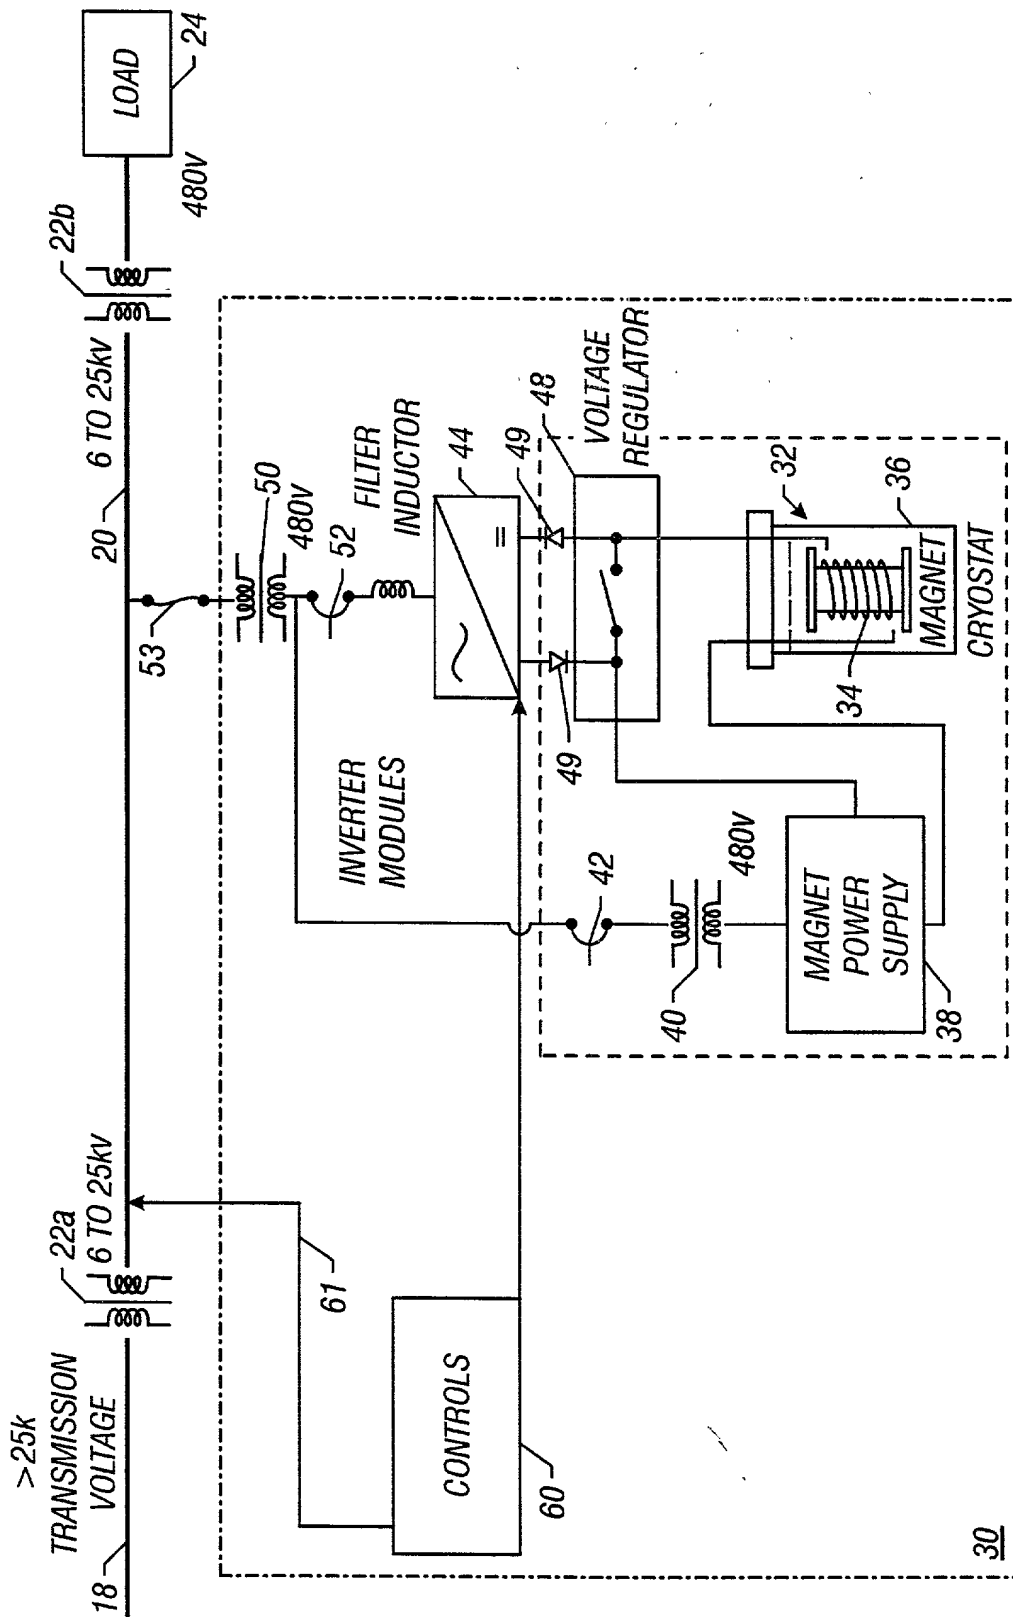 >25k
TRANSMISSION
VOLTAGE
18
22a
6 TO 25kv
20
6 TO 25kv
22b
480V
LOAD
24
53
50
480V
52
FILTER
INDUCTOR
44
INVERTER
MODULES
~
=
49
49
48
VOLTAGE
REGULATOR
42
40
480V
MAGNET
POWER
SUPPLY
38
32
34
36
MAGNET
CRYOSTAT
61
CONTROLS
60
30